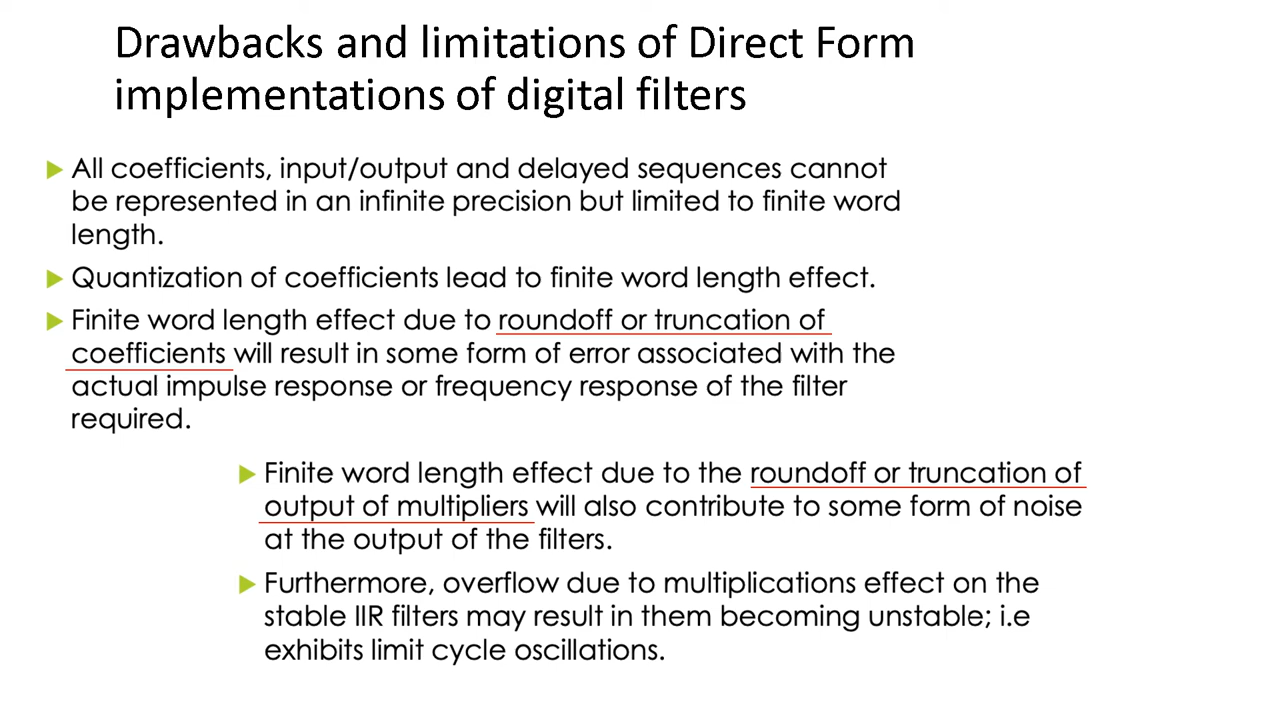 Drawbacks and limitations of Direct Form
implementations of digital filters
All coefficients, input/output and delayed sequences cannot
be represented in an infinite precision but limited to finite word
length.
Quantization of coefficients lead to finite word length effect.
Finite word length effect due to roundoff or truncation of
coefficients will result in some form of error associated with the
actual impulse response or frequency response of the filter
required.
Finite word length effect due to the roundoff or truncation of
output of multipliers will also contribute to some form of noise
at the output of the filters.
Furthermore, overflow due to multiplications effect on the
stable IIR filters may result in them becoming unstable; i.e
exhibits limit cycle oscillations.